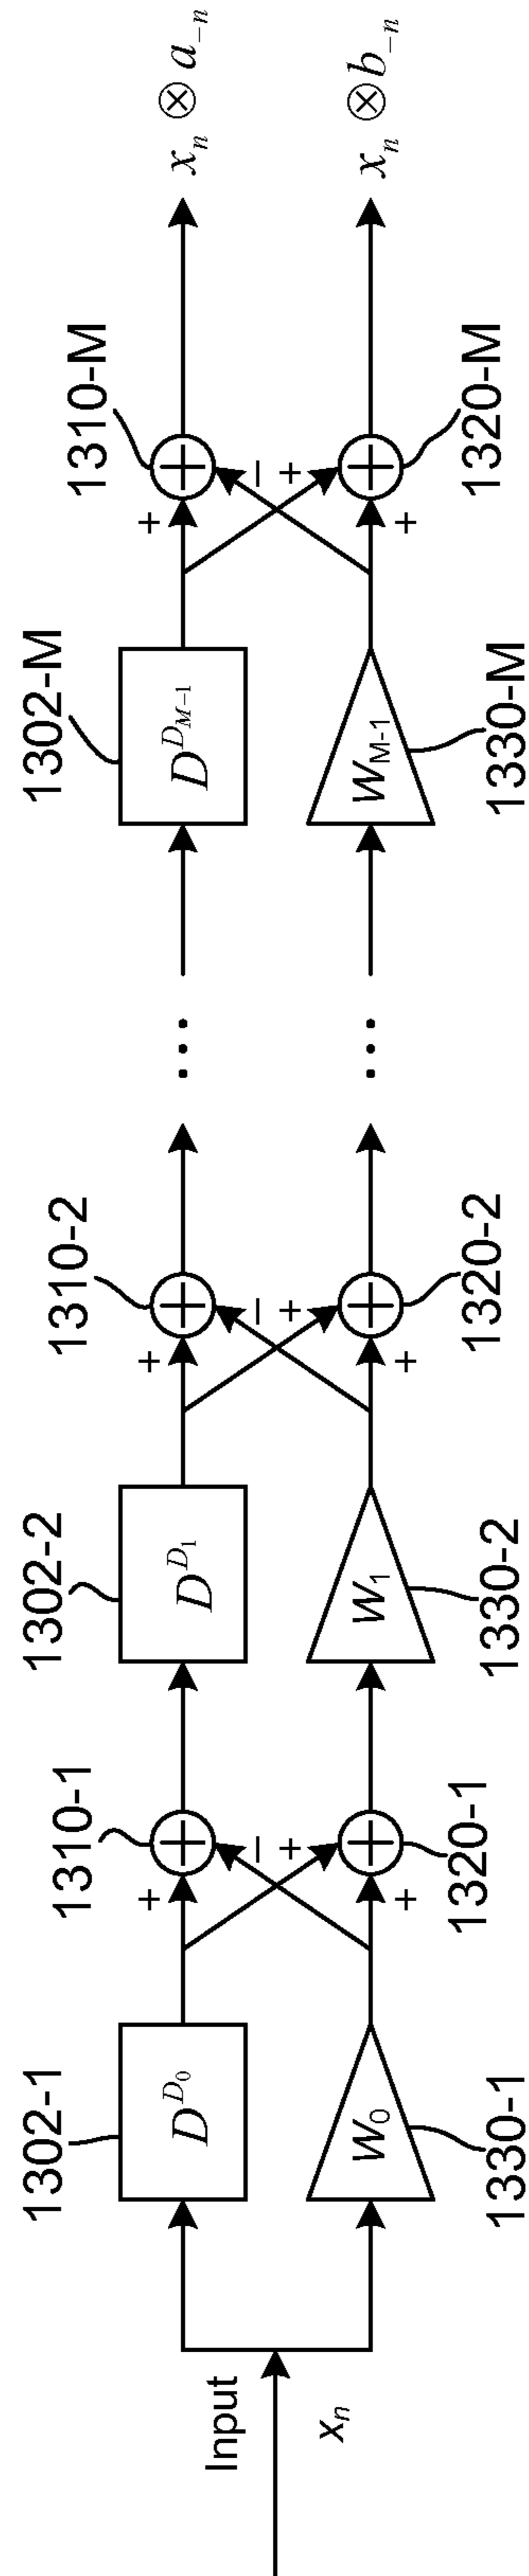 1302-1
1310-1
1302-2
1310-2
1302-M
1310-M
D^{D_0}
+
D^{D_1}
+
...
D^{D_{M-1}}
+
x_n ⊗ a_{-n}
Input
− +
− +
− +
x_n
W_0
+
W_1
+
...
W_{M-1}
+
x_n ⊗ b_{-n}
1330-1
1320-1
1330-2
1320-2
1330-M
1320-M